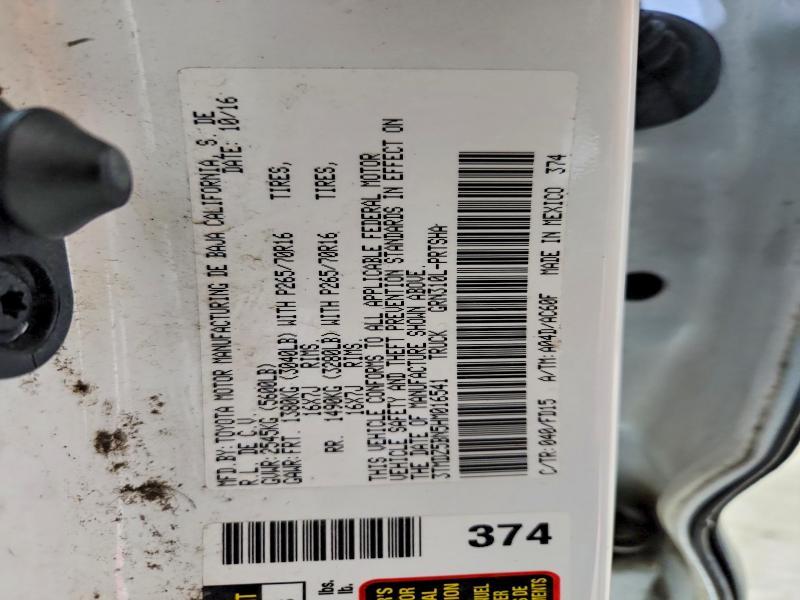 MFD.BY: TOYOTA MOTOR MANUFACTURING DE BAJA CALIFORNIA, S. DE
R.L. DE C.V. DATE: 10/16
GVWR: 2545KG (5600LB)
GAWR: FRT. 1380KG (3040LB) WITH P265/70R16 TIRES,
16X7J RIMS.
RR. 1490KG (3280LB) WITH P265/70R16 TIRES,
16X7J RIMS.
THIS VEHICLE CONFORMS TO ALL APPLICABLE FEDERAL MOTOR
VEHICLE SAFETY AND THEFT PREVENTION STANDARDS IN EFFECT ON
THE DATE OF MANUFACTURE SHOWN ABOVE.
3TMDZ5BN5HM016541 TRUCK GRN310L-PRTSHA
C/TR: 040/FD15 A/TM: A04D/AC60F MADE IN MEXICO 374
374
lbs.
lb.